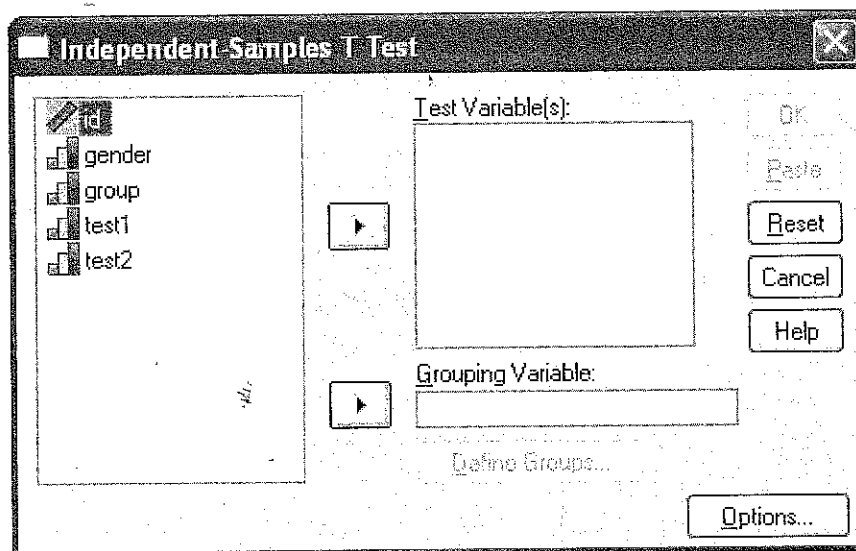 Independent-Samples T Test
id
gender
group
test1
test2
Test Variable(s):
Grouping Variable:
Define Groups...
OK
Paste
Reset
Cancel
Help
Options...